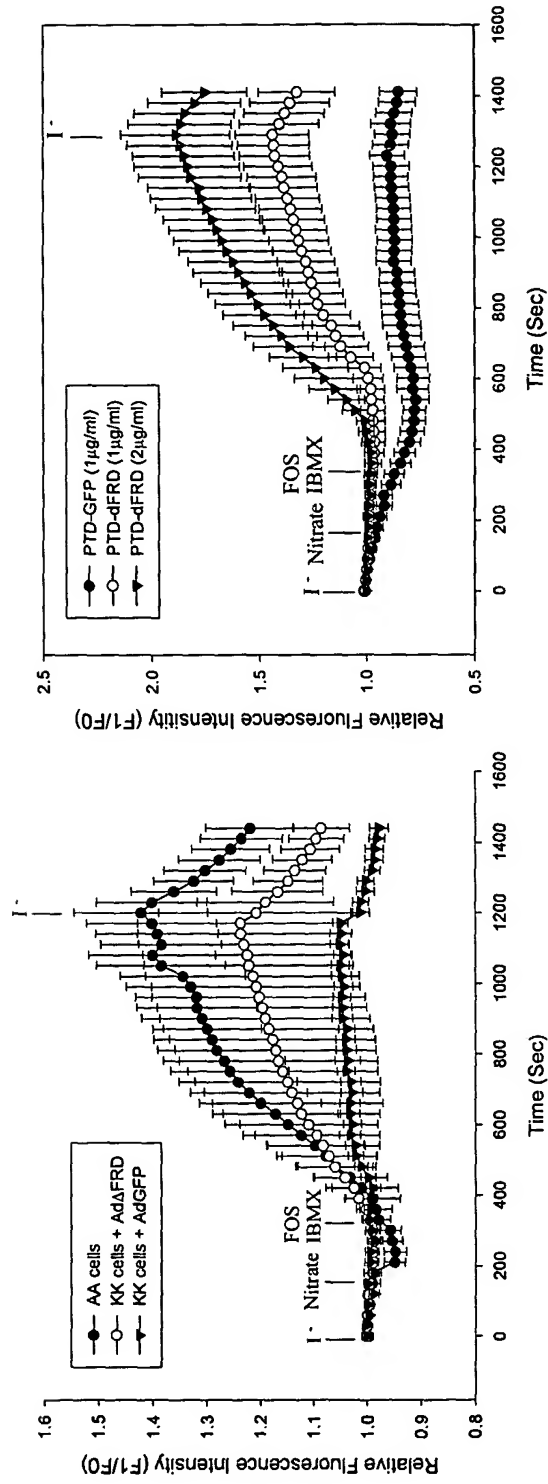 I -
AA cells
KK cells + AdΔFRD
KK cells + AdGFP
I - Nitrate FOS
IBMX
Relative Fluorescence Intensity (F1/F0)
1.6
1.5
1.4
1.3
1.2
1.1
1.0
0.9
0.8
0 200 400 600 800 1000 1200 1400 1600
Time (Sec)
I -
PTD-GFP (1µg/ml)
PTD-dFRD (1µg/ml)
PTD-dFRD (2µg/ml)
I - Nitrate FOS
IBMX
Relative Fluorescence Intensitity (F1/F0)
2.5
2.0
1.5
1.0
0.5
0 200 400 600 800 1000 1200 1400 1600
Time (Sec)